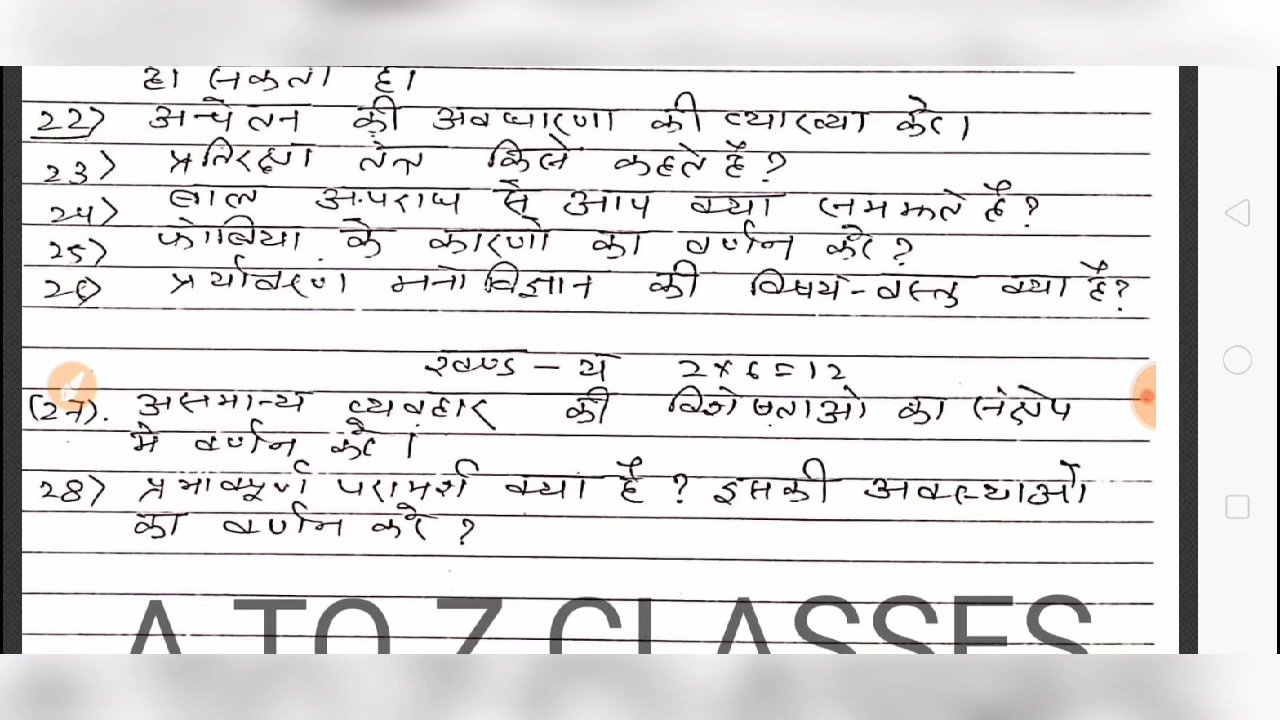 हो सकता है।
22) अचेतन की अवधारणा की व्याख्या करें।
23) प्रतिरक्षा तंत्र किसे कहते है?
24) बाल अपराध से आप क्या समझते हैं?
25) फोबिया के कारणों का वर्णन करें?
26) प्रर्यावरण मनोविज्ञान की विषय-वस्तु क्या है?
खण्ड - य 2×6=12
(27). असमान्य व्यवहार की विशेषताओ का संक्षेप
मे वर्णन करें।
28) प्रभावपूर्ण परामर्श क्या है? इसकी अवस्थाओं
का वर्णन करे?
A TO Z CLASSES